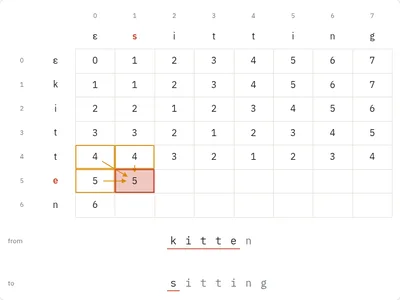 0 1 2 3 4 5 6 7
ε s i t t i n g
0 ε 0 1 2 3 4 5 6 7
1 k 1 1 2 3 4 5 6 7
2 i 2 2 1 2 3 4 5 6
3 t 3 3 2 1 2 3 4 5
4 t 4 4 3 2 1 2 3 4
5 e 5 5
6 n 6
from k i t t e n
to s i t t i n g